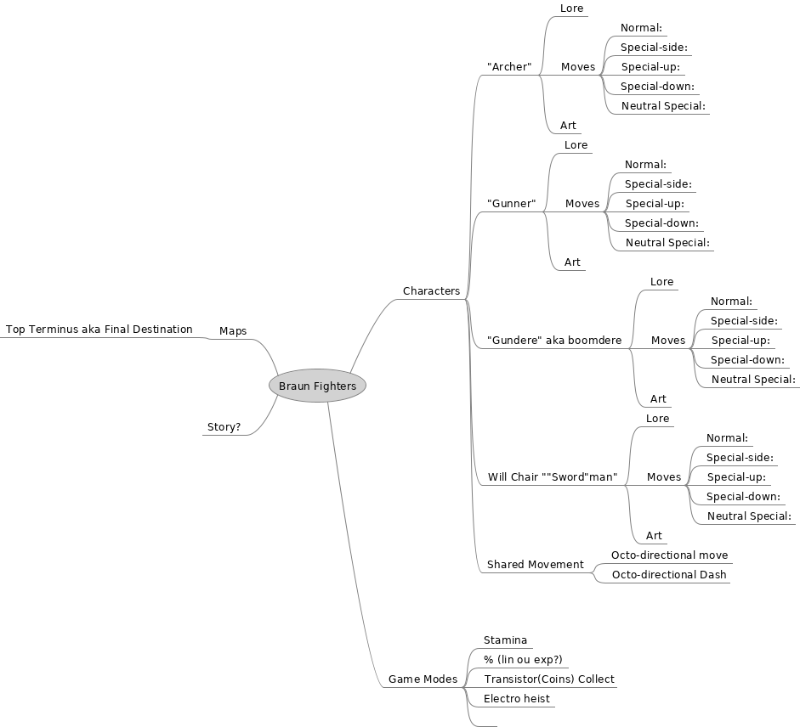 Braun Fighters
Characters
"Archer"
Lore
Moves
Normal:
Special-side:
Special-up:
Special-down:
Neutral Special:
Art
"Gunner"
Lore
Moves
Normal:
Special-side:
Special-up:
Special-down:
Neutral Special:
Art
"Gundere" aka boomdere
Lore
Moves
Normal:
Special-side:
Special-up:
Special-down:
Neutral Special:
Art
Will Chair ""Sword"man"
Lore
Moves
Normal:
Special-side:
Special-up:
Special-down:
Neutral Special:
Art
Shared Movement
Octo-directional move
Octo-directional Dash
Game Modes
Stamina
% (lin ou exp?)
Transistor(Coins) Collect
Electro heist
Maps
Top Terminus aka Final Destination
Story?